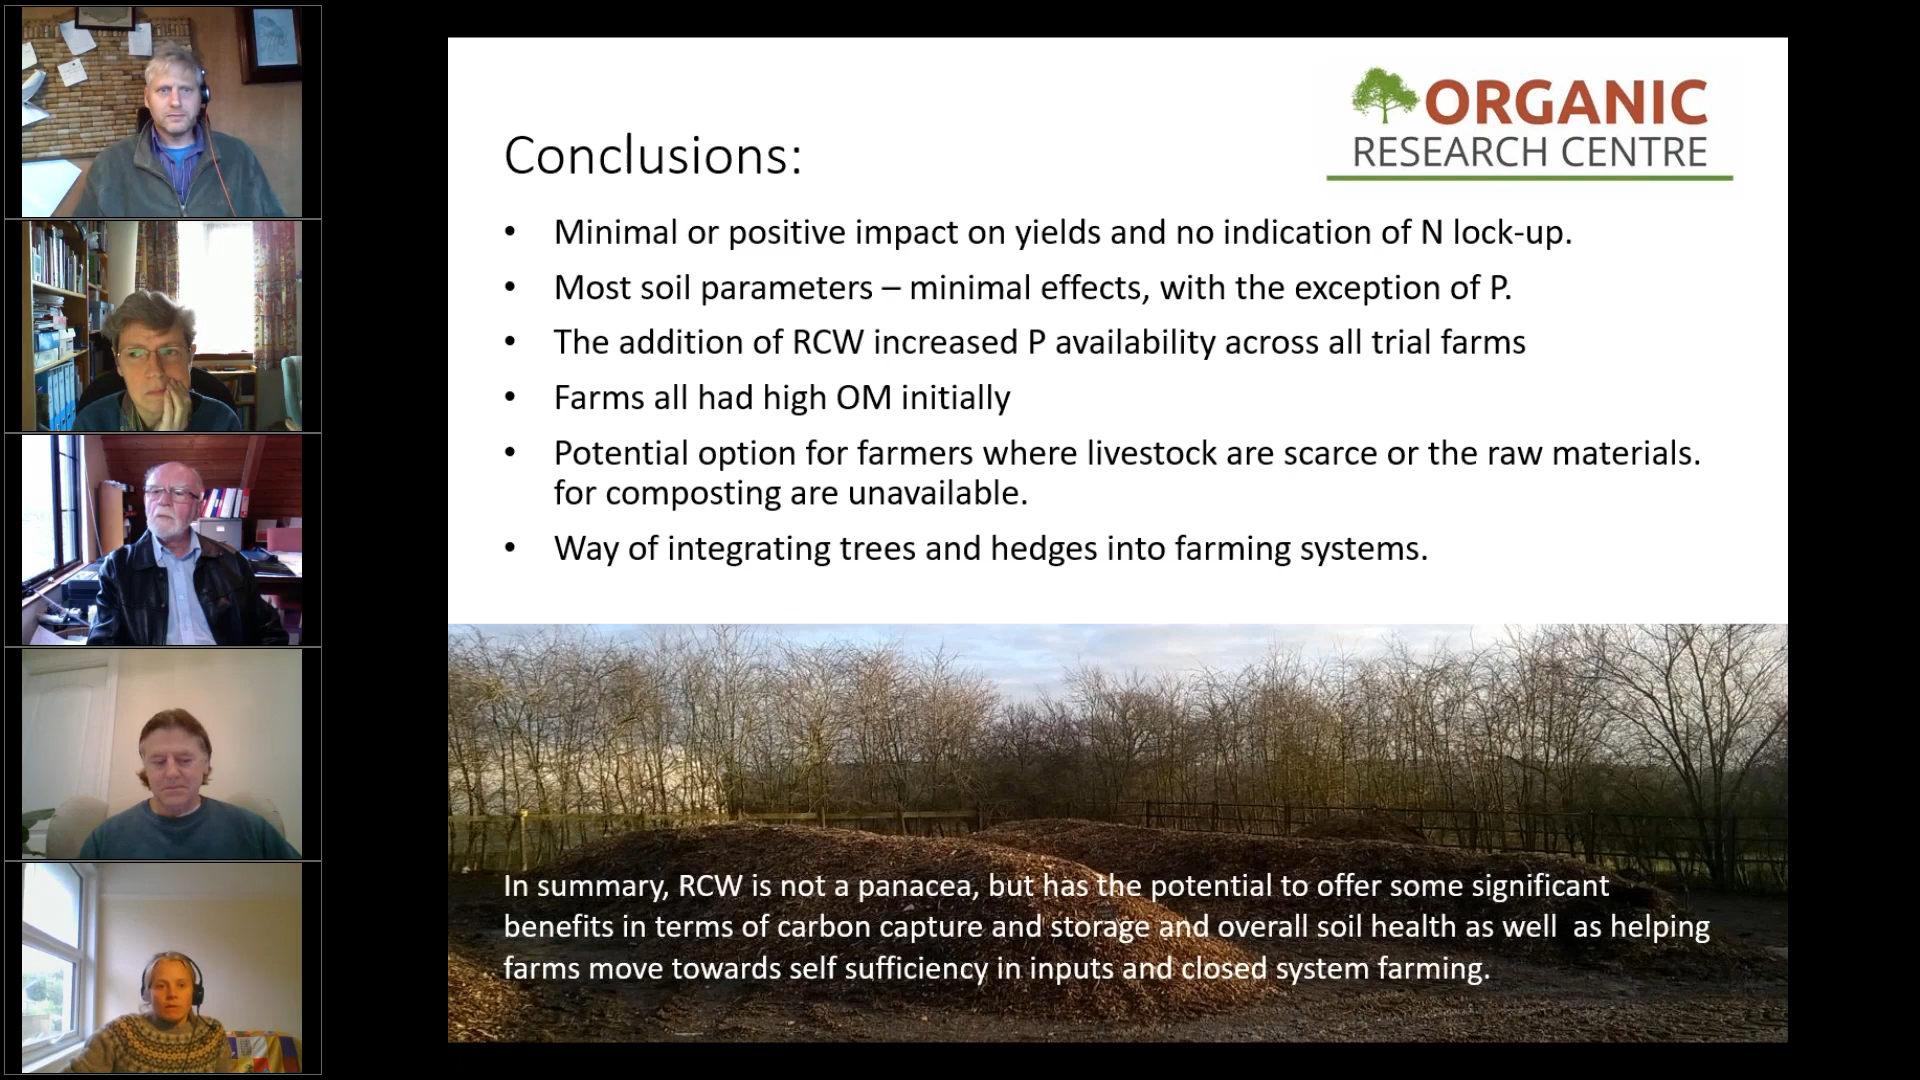 ORGANIC
RESEARCH CENTRE
Conclusions:
• Minimal or positive impact on yields and no indication of N lock-up.
• Most soil parameters – minimal effects, with the exception of P.
• The addition of RCW increased P availability across all trial farms
• Farms all had high OM initially
• Potential option for farmers where livestock are scarce or the raw materials.
for composting are unavailable.
• Way of integrating trees and hedges into farming systems.
In summary, RCW is not a panacea, but has the potential to offer some significant
benefits in terms of carbon capture and storage and overall soil health as well  as helping
farms move towards self sufficiency in inputs and closed system farming.